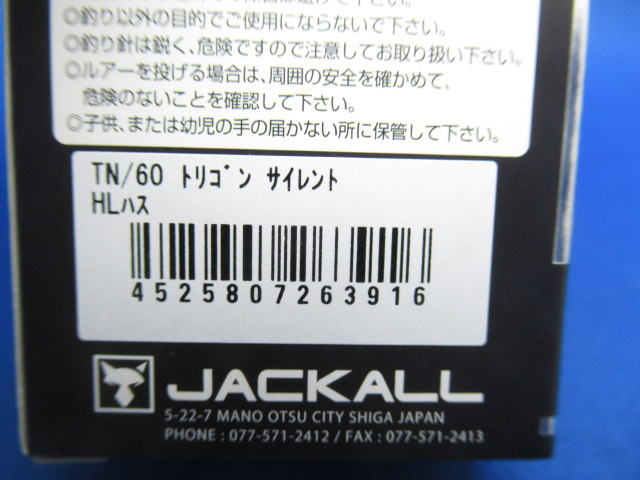 ◎釣り以外の目的でご使用にならないで下さい。
◎釣り針は鋭く、危険ですので注意してお取り扱い下さい。
◎ルアーを投げる場合は、周囲の安全を確かめて、
危険のないことを確認して下さい。
◎子供、または幼児の手の届かない所に保管して下さい。
TN/60 ﾄﾘｺﾞﾝ ｻｲﾚﾝﾄ
HLﾊｽ
4525807263916
JACKALL
5-22-7 MANO OTSU CITY SHIGA JAPAN
PHONE : 077-571-2412 / FAX : 077-571-2413